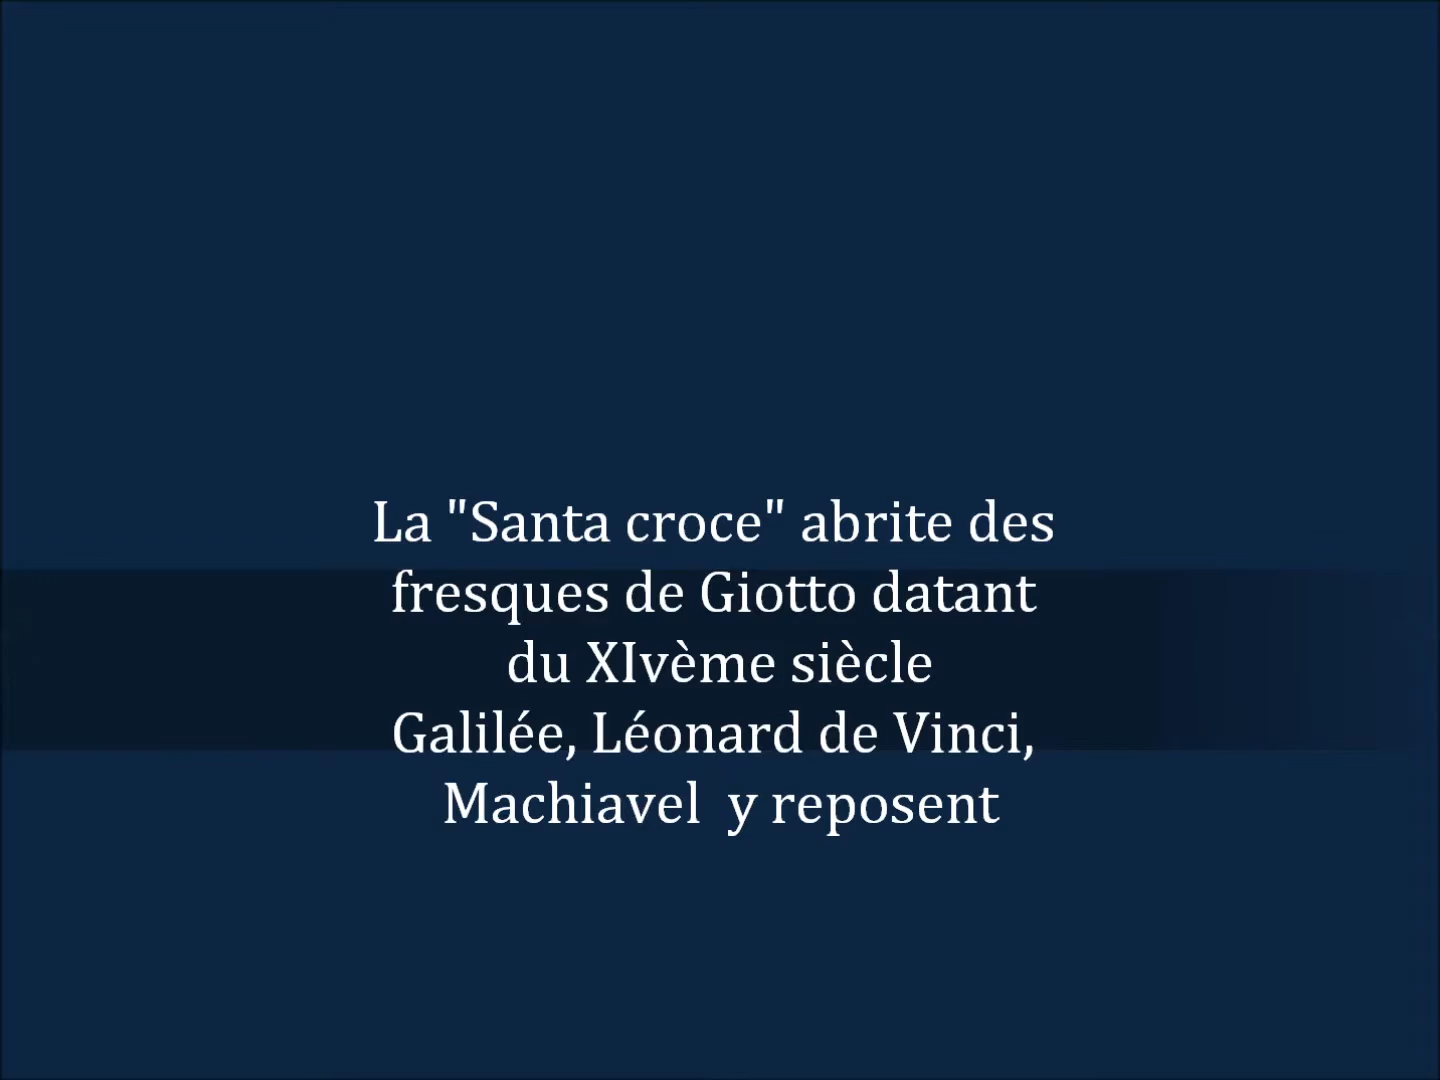 La "Santa croce" abrite des
fresques de Giotto datant
du XIvème siècle
Galilée, Léonard de Vinci,
Machiavel  y reposent